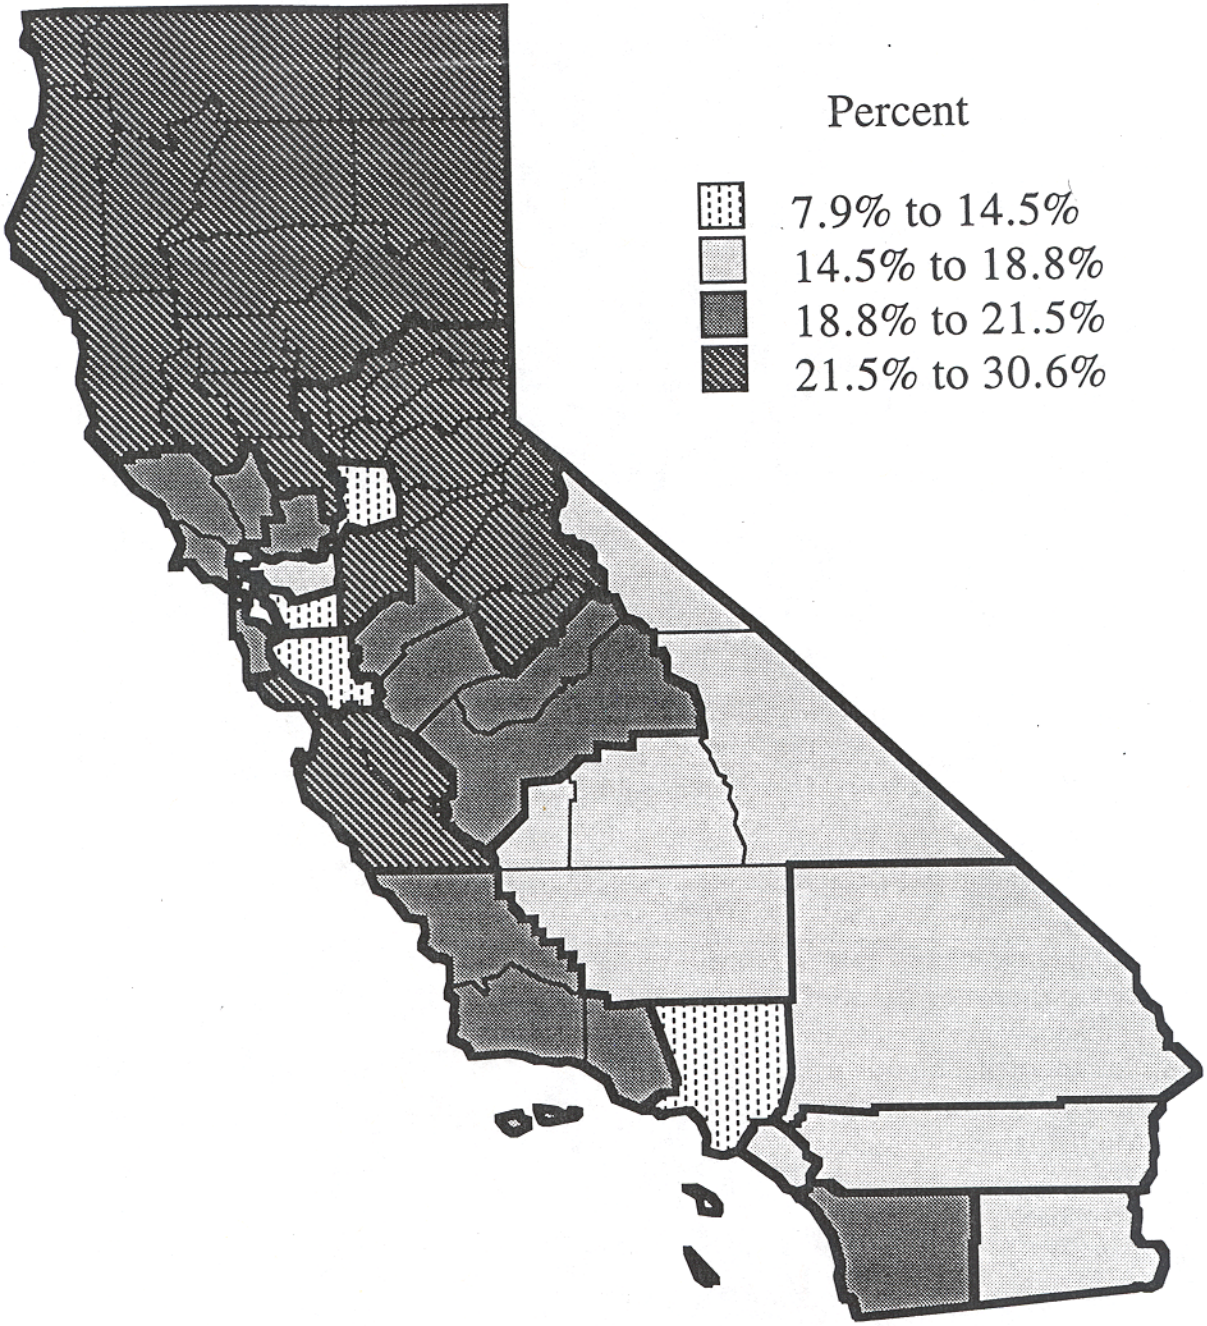 Percent
7.9% to 14.5%
14.5% to 18.8%
18.8% to 21.5%
21.5% to 30.6%